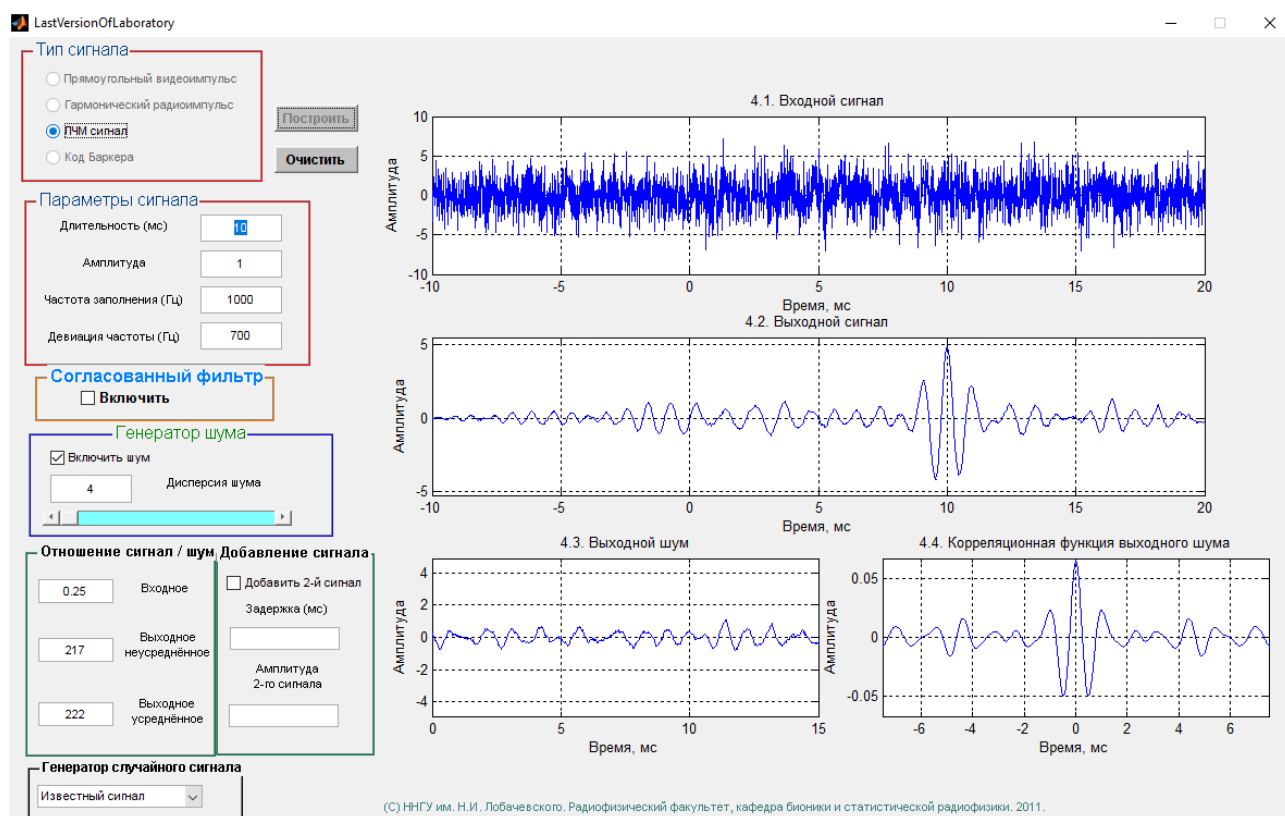 LastVersionOfLaboratory
Тип сигнала
Прямоугольный видеоимпульс
Гармонический радиоимпульс
ЛЧМ сигнал
Код Баркера
Построить
Очистить
Параметры сигнала
Длительность (мс)
10
Амплитуда
1
Частота заполнения (Гц)
1000
Девиация частоты (Гц)
700
Согласованный фильтр
Включить
Генератор шума
Включить шум
4
Дисперсия шума
Отношение сигнал / шум
0.25
Входное
217
Выходное
неусреднённое
222
Выходное
усреднённое
Добавление сигнала
Добавить 2-й сигнал
Задержка (мс)
Амплитуда
2-го сигнала
Генератор случайного сигнала
Известный сигнал
4.1. Входной сигнал
Амплитуда
10
5
0
-5
-10
-10 -5 0 5 10 15 20
Время, мс
4.2. Выходной сигнал
Амплитуда
5
0
-5
-10 -5 0 5 10 15 20
Время, мс
4.3. Выходной шум
Амплитуда
4
2
0
-2
-4
0 5 10 15
Время, мс
4.4. Корреляционная функция выходного шума
Амплитуда
0.05
0
-0.05
-6 -4 -2 0 2 4 6
Время, мс
(C) ННГУ им. Н.И. Лобачевского. Радиофизический факультет, кафедра бионики и статистической радиофизики. 2011.